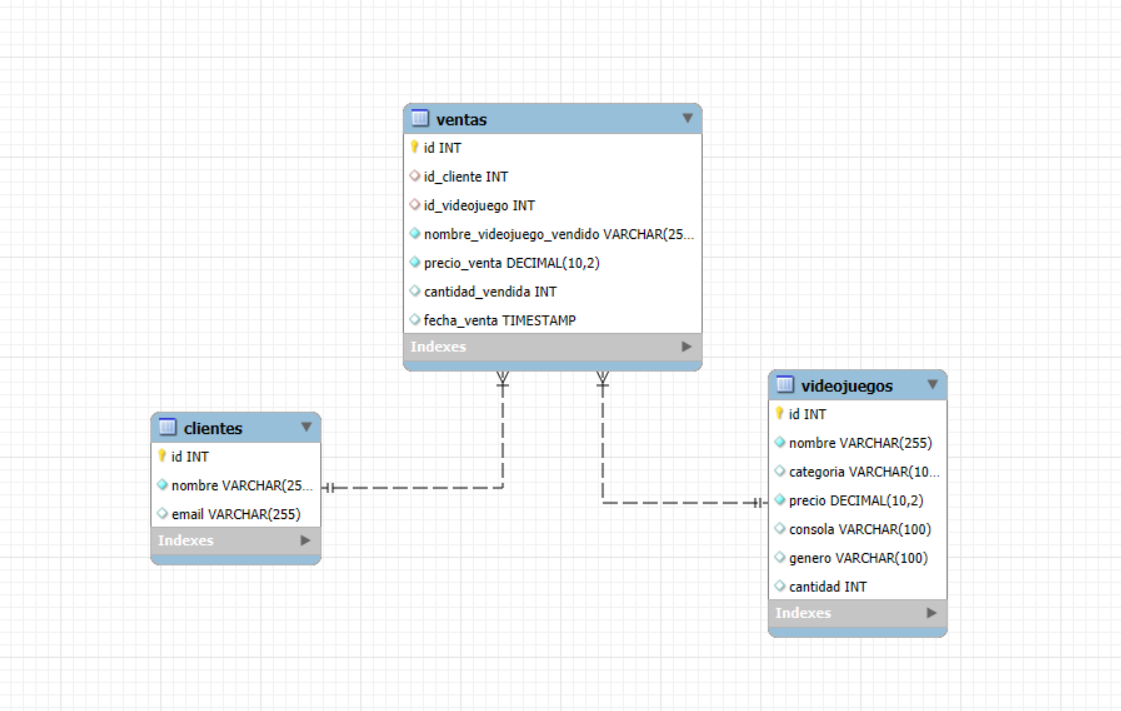 ventas
id INT
id_cliente INT
id_videojuego INT
nombre_videojuego_vendido VARCHAR(25...
precio_venta DECIMAL(10,2)
cantidad_vendida INT
fecha_venta TIMESTAMP
Indexes
clientes
id INT
nombre VARCHAR(25...
email VARCHAR(255)
Indexes
videojuegos
id INT
nombre VARCHAR(255)
categoria VARCHAR(10...
precio DECIMAL(10,2)
consola VARCHAR(100)
genero VARCHAR(100)
cantidad INT
Indexes